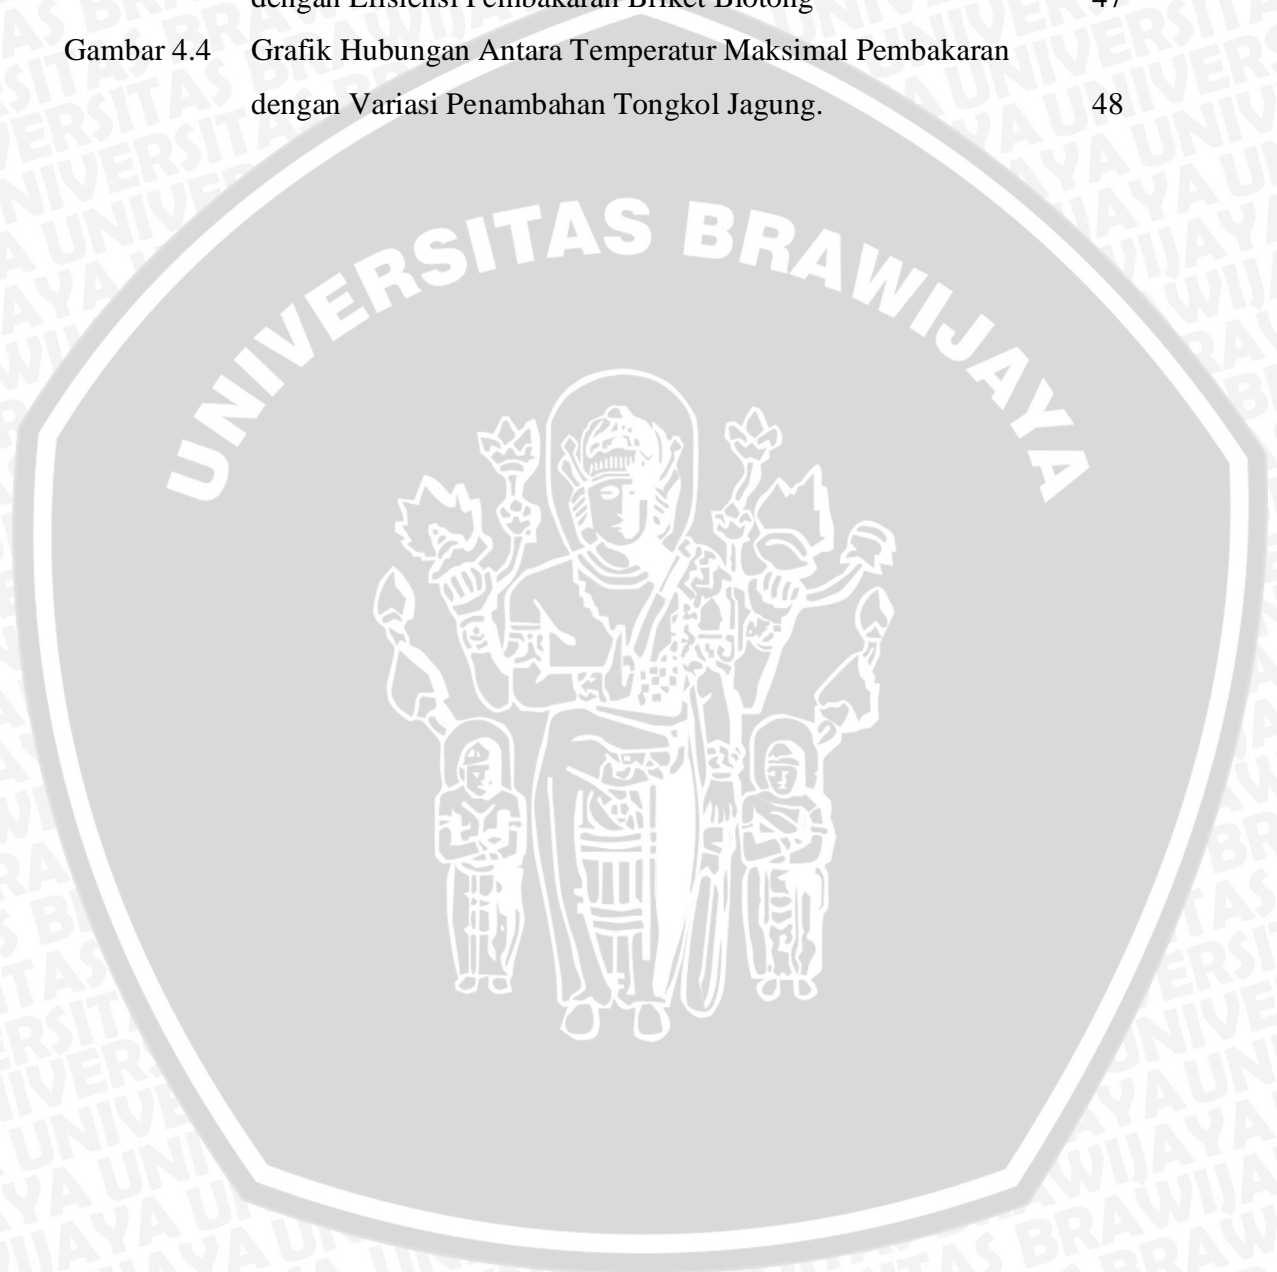 dengan Efisiensi Pembakaran Briket Blotong 47
Gambar 4.4 Grafik Hubungan Antara Temperatur Maksimal Pembakaran
dengan Variasi Penambahan Tongkol Jagung. 48
UNIVERSITAS BRAWIJAYA